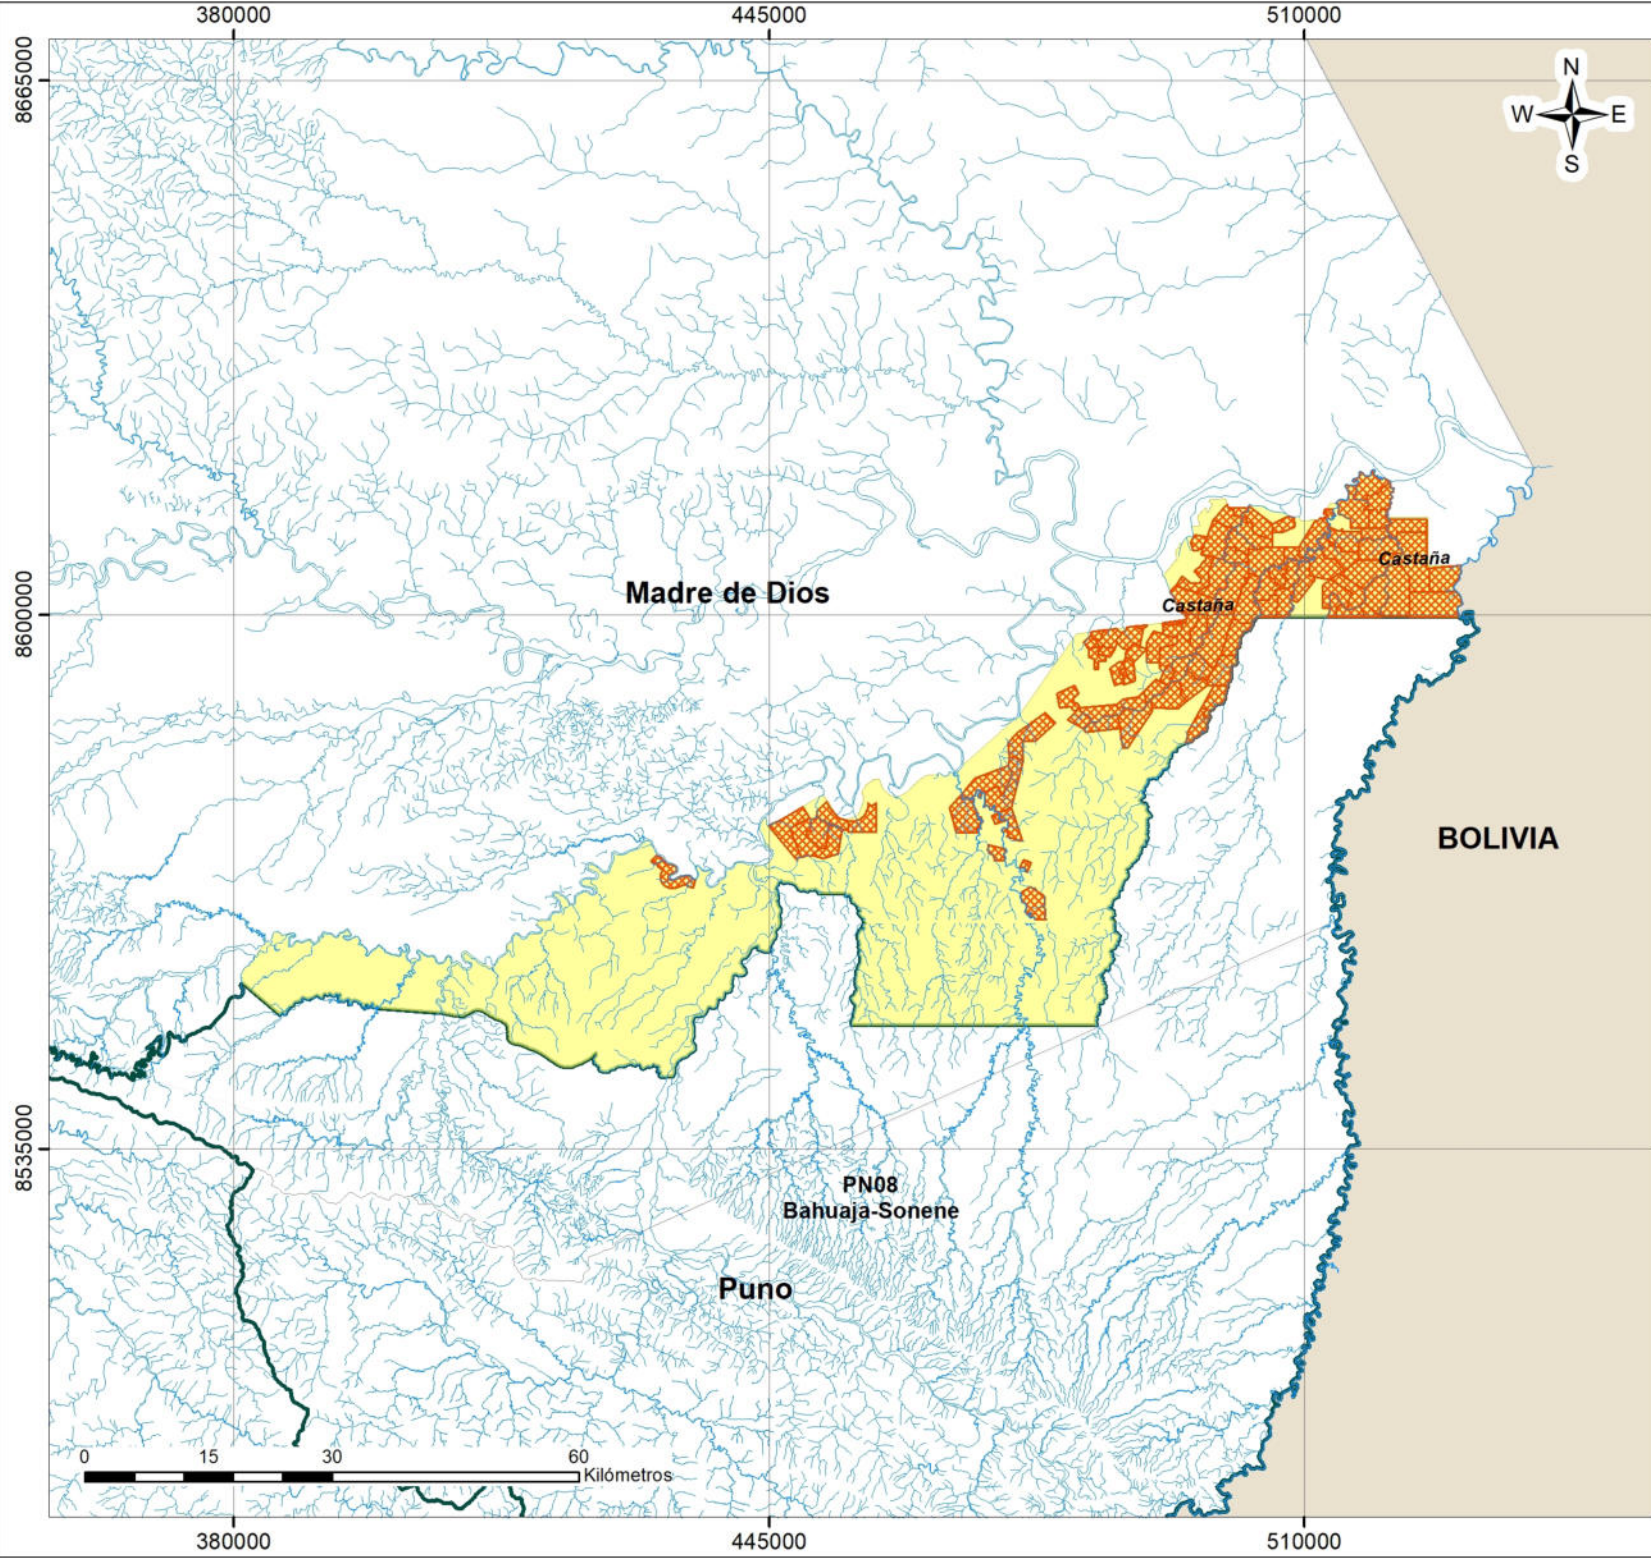 380000
445000
510000
8665000
N
W
E
S
Castaña
Madre de Dios
Castaña
8600000
BOLIVIA
8535000
PN08
Bahuaja-Sonene
Puno
0
15
30
60
Kilómetros
380000
445000
510000